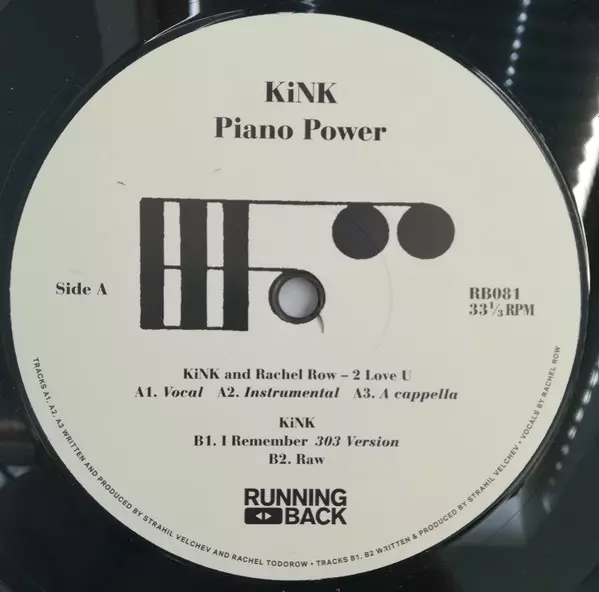 KiNK
Piano Power
Side A
RB081
33⅓ RPM
KiNK and Rachel Row – 2 Love U
A1. Vocal A2. Instrumental A3. A cappella
KiNK
B1. I Remember 303 Version
B2. Raw
RUNNING
BACK
TRACKS A1, A2, A3 WRITTEN AND PRODUCED BY STRAHIL VELCHEV AND RACHEL TODOROW • TRACKS B1, B2 WRITTEN & PRODUCED BY STRAHIL VELCHEV • VOCALS BY RACHEL ROW